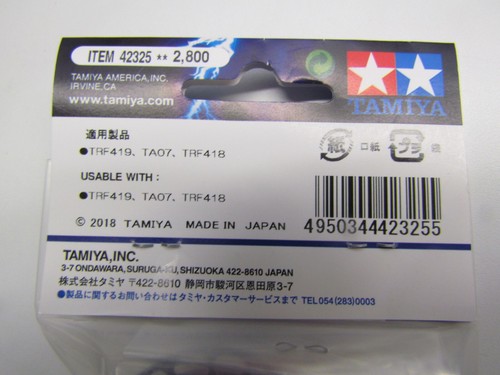 ITEM 42325 ** 2,800
TAMIYA AMERICA,INC.
IRVINE,CA
www.tamiya.com
TAMIYA
適用製品
●TRF419、TA07、TRF418
紙 口紙 プラ 袋
USABLE WITH :
●TRF419、TA07、TRF418
© 2018 TAMIYA MADE IN JAPAN
4950344423255
TAMIYA,INC.
3-7 ONDAWARA,SURUGA-KU,SHIZUOKA 422-8610 JAPAN
株式会社タミヤ 〒422-8610 静岡市駿河区恩田原3-7
●製品に関するお問い合わせはタミヤ・カスタマーサービスまで TEL054(283)0003